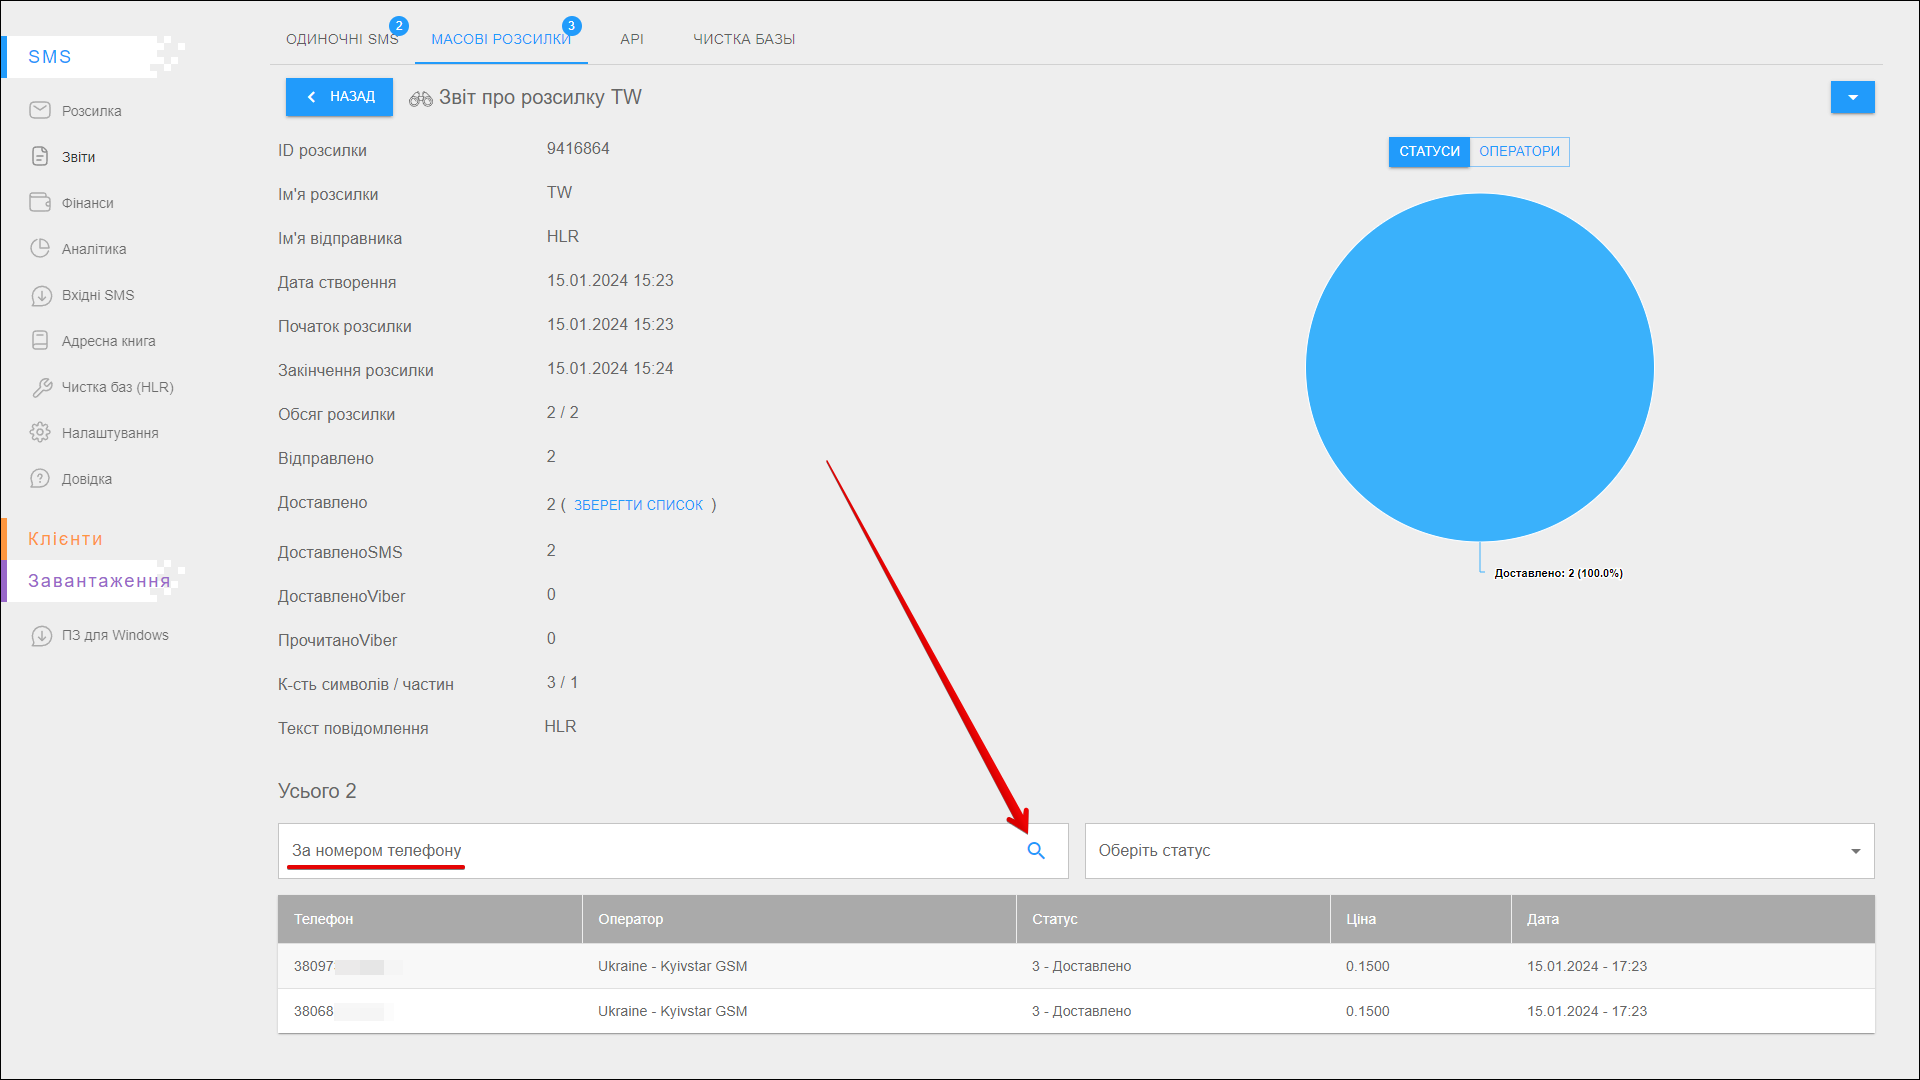 SMS
Розсилка
Звіти
Фінанси
Аналітика
Вхідні SMS
Адресна книга
Чистка баз (HLR)
Налаштування
Довідка
Клієнти
Завантаження
ПЗ для Windows
ОДИНОЧНІ SMS 2 МАСОВІ РОЗСИЛКИ 3 API ЧИСТКА БАЗЫ
НАЗАД Звіт про розсилку TW
ID розсилки 9416864
Ім'я розсилки TW
Ім'я відправника HLR
Дата створення 15.01.2024 15:23
Початок розсилки 15.01.2024 15:23
Закінчення розсилки 15.01.2024 15:24
Обсяг розсилки 2 / 2
Відправлено 2
Доставлено 2 ( ЗБЕРЕГТИ СПИСОК )
ДоставленоSMS 2
ДоставленоViber 0
ПрочитаноViber 0
К-сть символів / частин 3 / 1
Текст повідомлення HLR
СТАТУСИ ОПЕРАТОРИ
Доставлено: 2 (100.0%)
Усього 2
За номером телефону Оберіть статус
Телефон Оператор Статус Ціна Дата
38097 Ukraine - Kyivstar GSM 3 - Доставлено 0.1500 15.01.2024 - 17:23
38068 Ukraine - Kyivstar GSM 3 - Доставлено 0.1500 15.01.2024 - 17:23